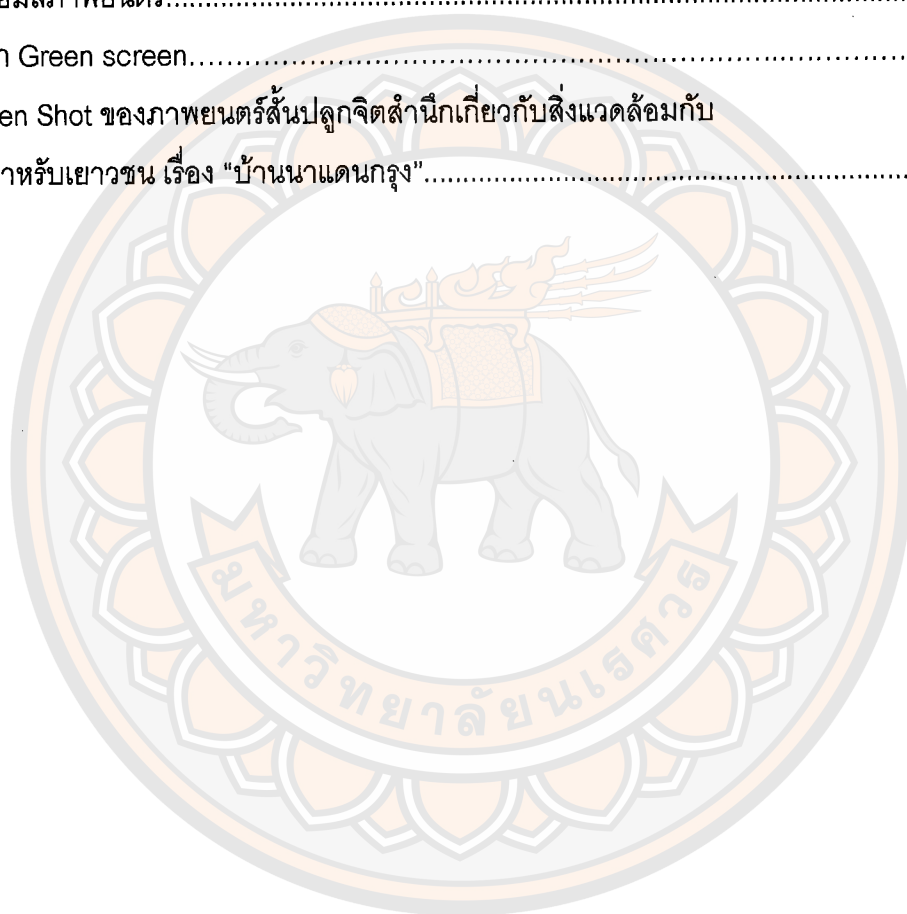 Green screen
en Shot ของภาพยนตร์สั้นปลูกจิตสำนึกเกี่ยวกับสิ่งแวดล้อมกับ
าหรับเยาวชน เรื่อง "บ้านนาแดนกรุง"
มหาวิทยาลัยนเรศวร